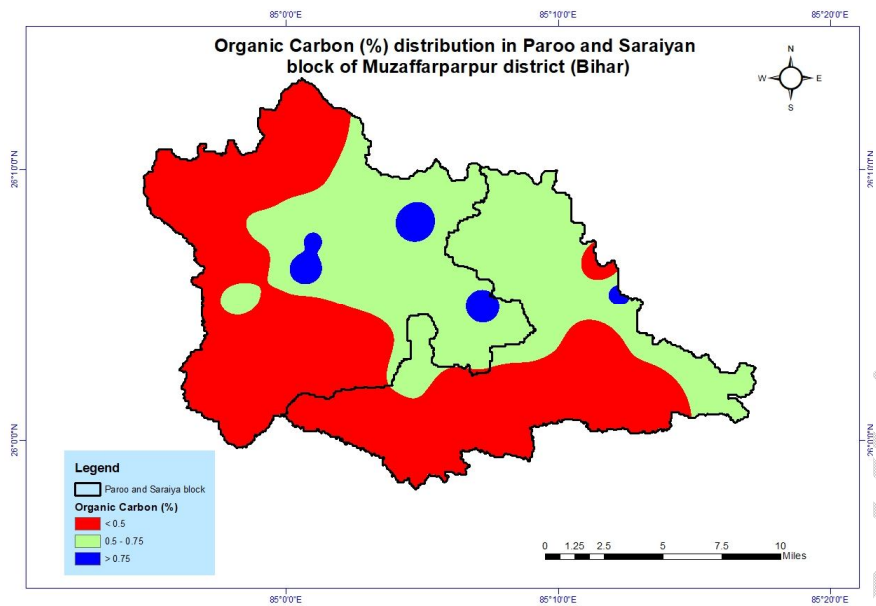 85°0'0"E 85°10'0"E 85°20'0"E
Organic Carbon (%) distribution in Paroo and Saraiyan
block of Muzaffarparpur district (Bihar)
N
W E
S
26°10'0"N 26°10'0"N
26°0'0"N 26°0'0"N
Legend
Paroo and Saraiya block
Organic Carbon (%)
< 0.5
0.5 - 0.75
> 0.75
0 1.25 2.5 5 7.5 10
Miles
85°0'0"E 85°10'0"E 85°20'0"E